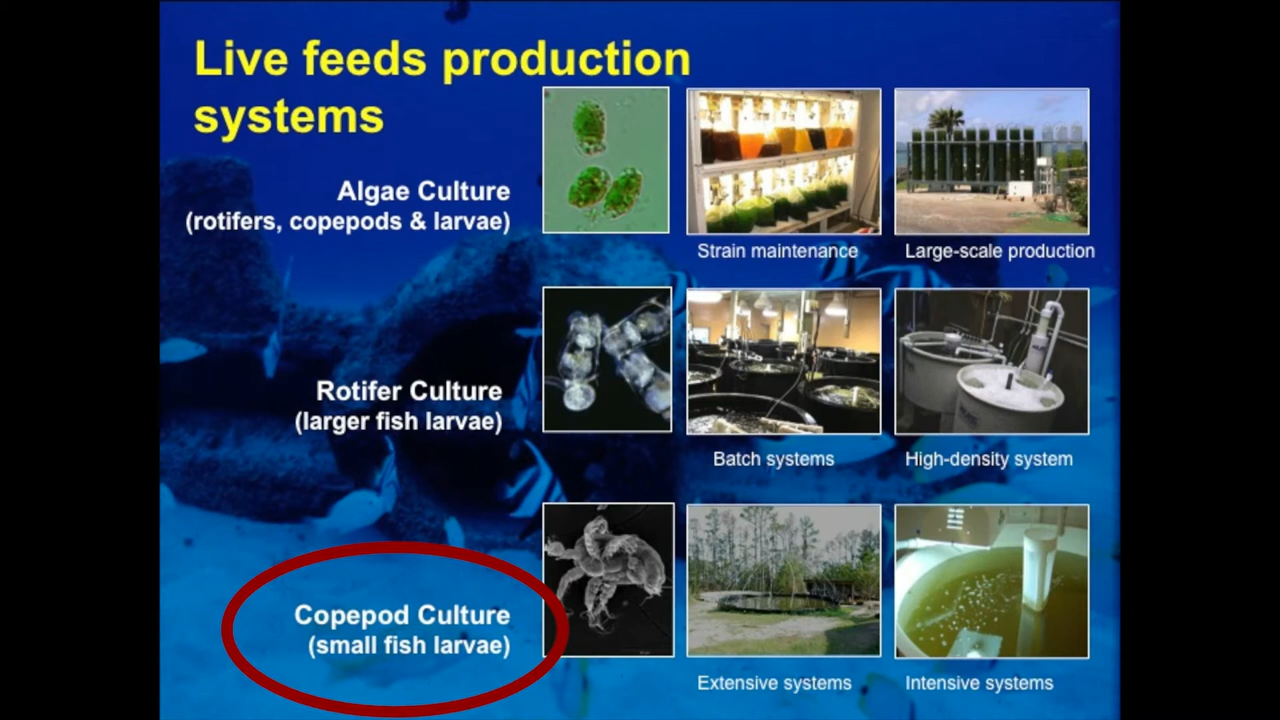 Live feeds production
systems
Algae Culture
(rotifers, copepods & larvae)
Strain maintenance
Large-scale production
Rotifer Culture
(larger fish larvae)
Batch systems
High-density system
Copepod Culture
(small fish larvae)
Extensive systems
Intensive systems